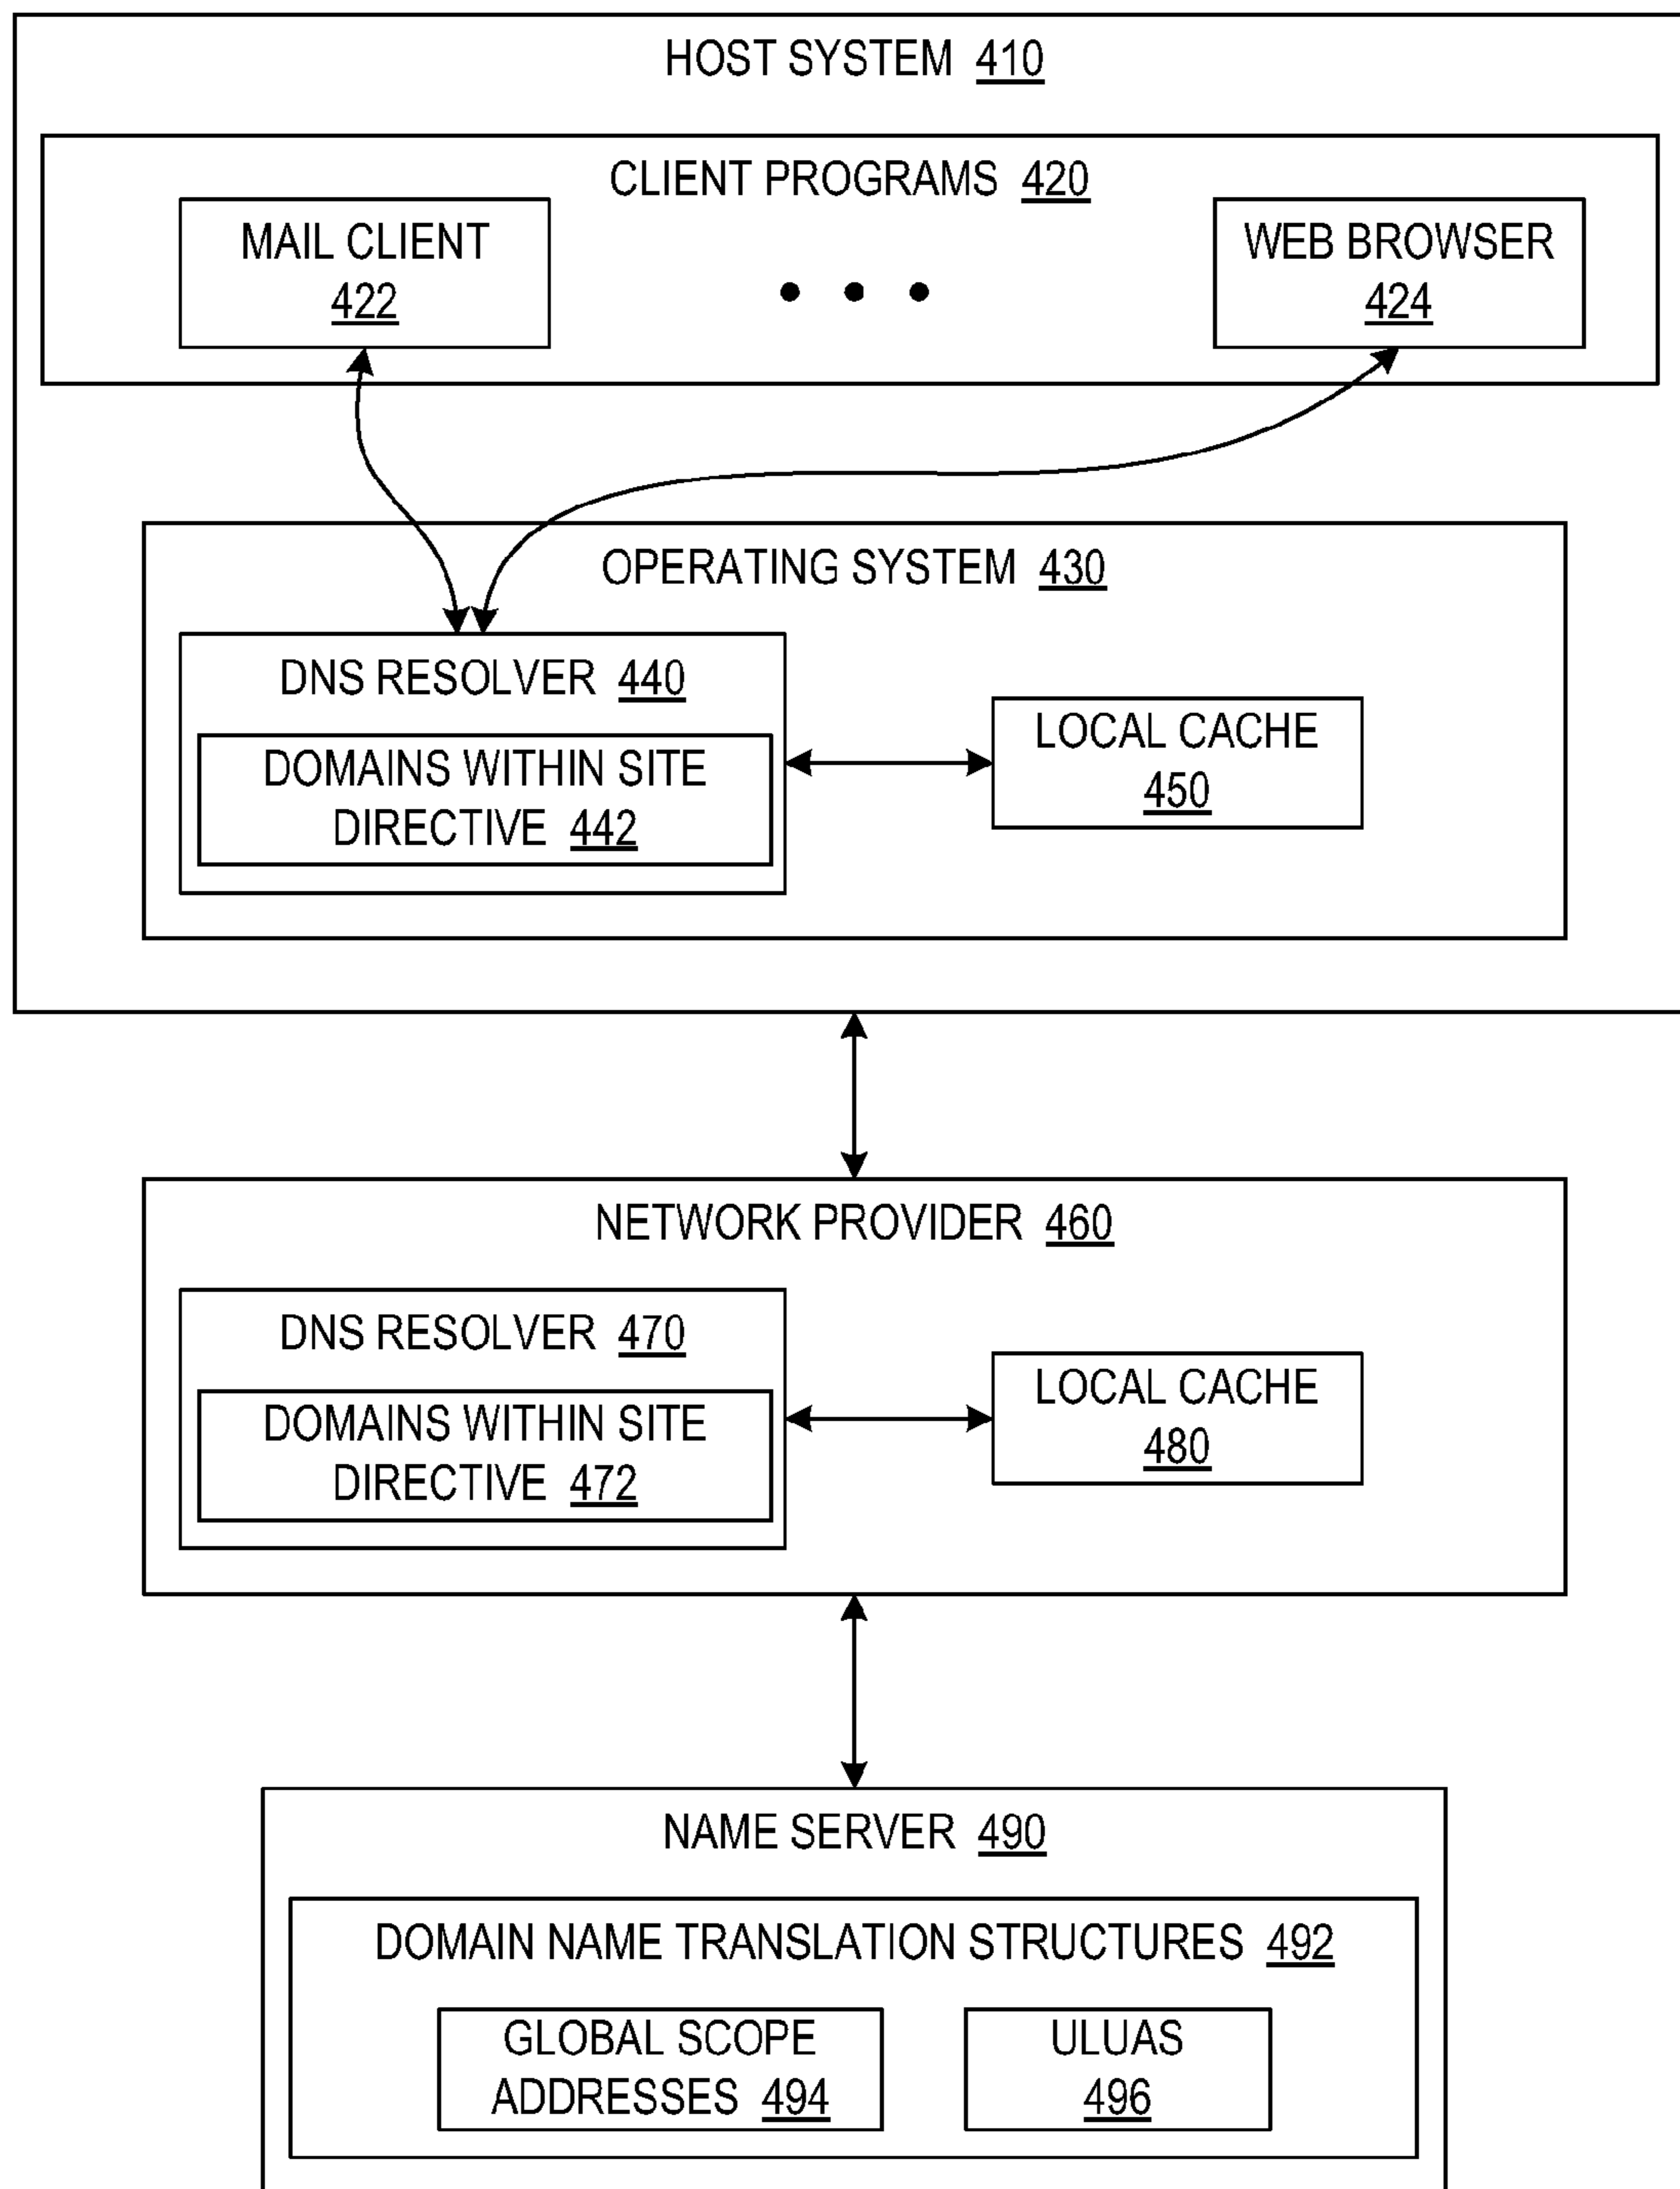 HOST SYSTEM 410
CLIENT PROGRAMS 420
MAIL CLIENT
422
WEB BROWSER
424
OPERATING SYSTEM 430
DNS RESOLVER 440
DOMAINS WITHIN SITE
DIRECTIVE 442
LOCAL CACHE
450
NETWORK PROVIDER 460
DNS RESOLVER 470
DOMAINS WITHIN SITE
DIRECTIVE 472
LOCAL CACHE
480
NAME SERVER 490
DOMAIN NAME TRANSLATION STRUCTURES 492
GLOBAL SCOPE
ADDRESSES 494
ULUAS
496